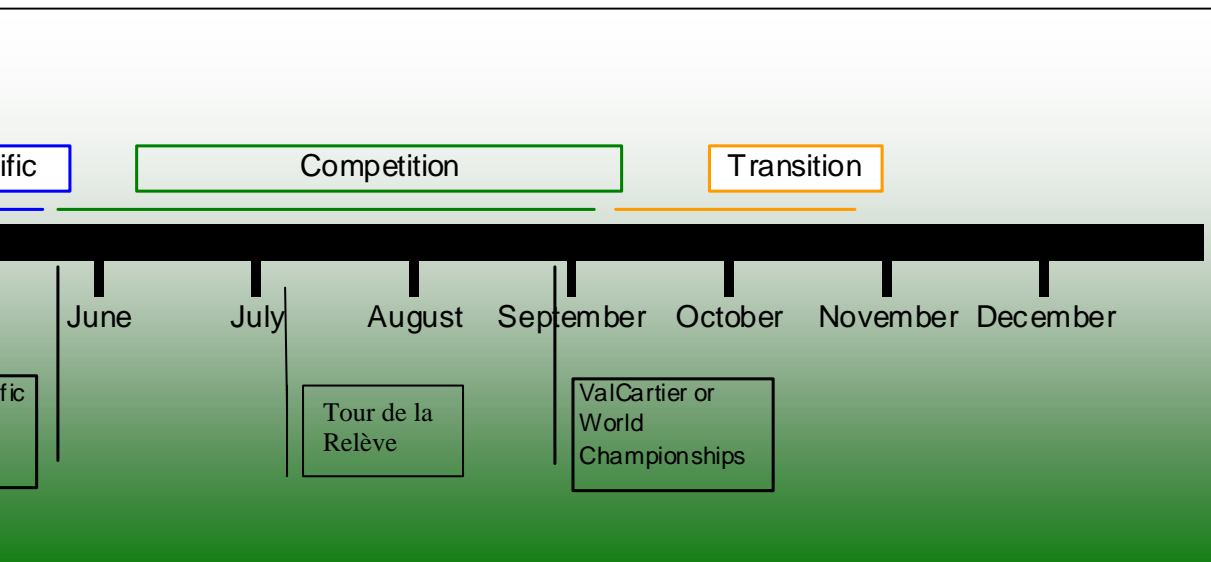 ific
Competition
Transition
June
July
August
September
October
November
December
fic
Tour de la
Relève
ValCartier or
World
Championships